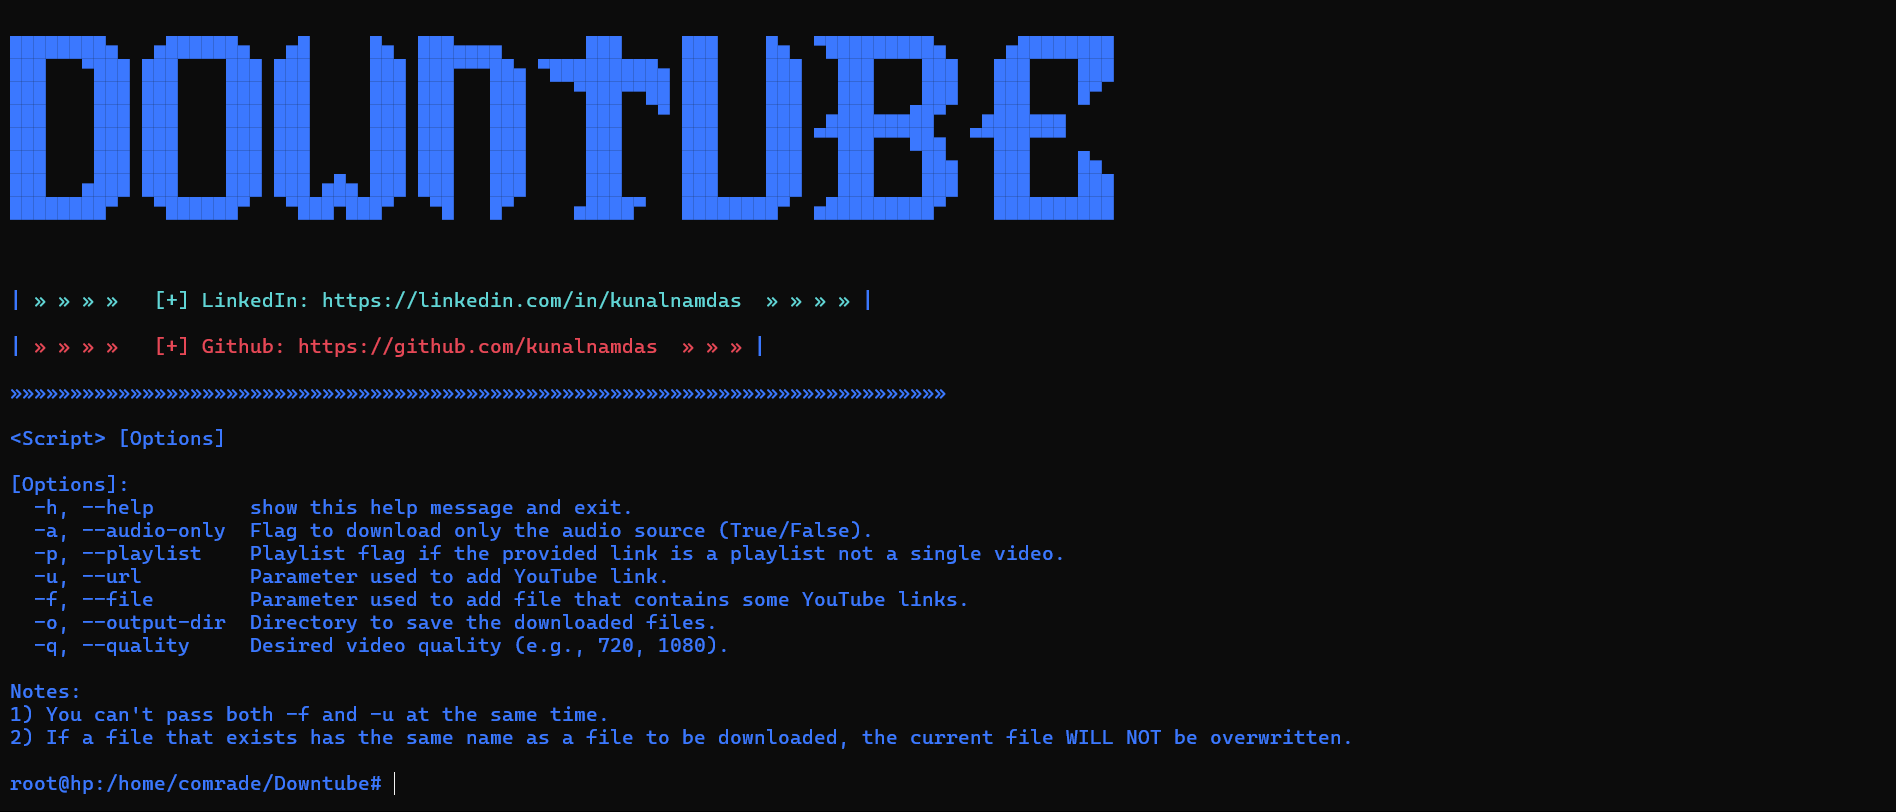 DOWNTUBE
| » » » »   [+] LinkedIn: https://linkedin.com/in/kunalnamdas  » » » » |
| » » » »   [+] Github: https://github.com/kunalnamdas  » » » |
»»»»»»»»»»»»»»»»»»»»»»»»»»»»»»»»»»»»»»»»»»»»»»»»»»»»»»»»»»»»»»»»»»»»»»»»»»»»»»
<Script> [Options]
[Options]:
  -h, --help        show this help message and exit.
  -a, --audio-only  Flag to download only the audio source (True/False).
  -p, --playlist    Playlist flag if the provided link is a playlist not a single video.
  -u, --url         Parameter used to add YouTube link.
  -f, --file        Parameter used to add file that contains some YouTube links.
  -o, --output-dir  Directory to save the downloaded files.
  -q, --quality     Desired video quality (e.g., 720, 1080).
Notes:
1) You can't pass both -f and -u at the same time.
2) If a file that exists has the same name as a file to be downloaded, the current file WILL NOT be overwritten.
root@hp:/home/comrade/Downtube#